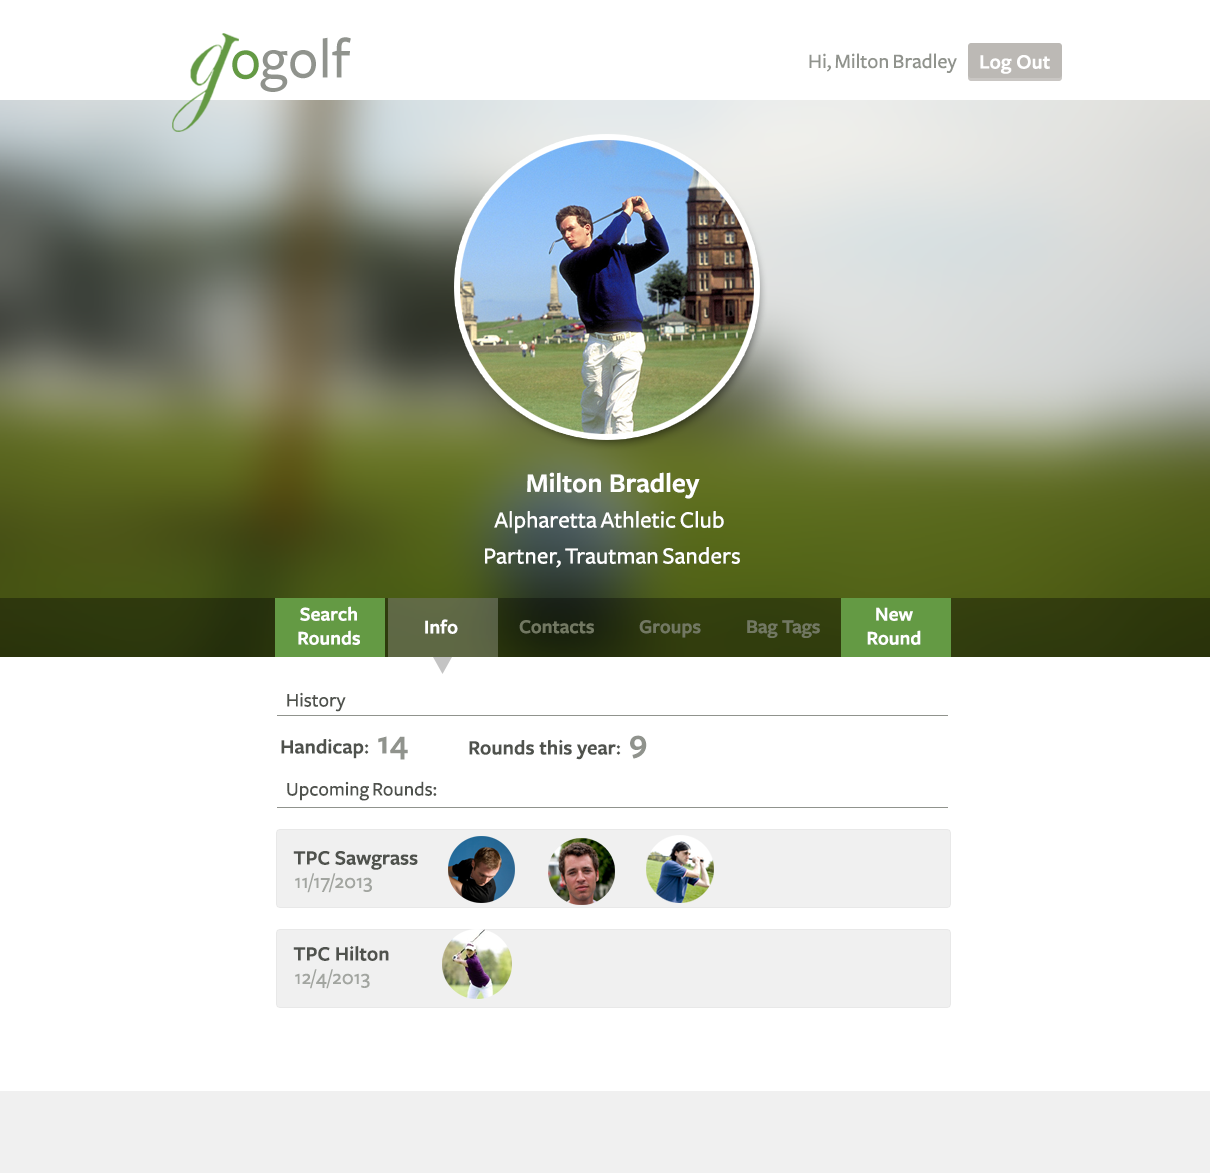 gogolf
Hi, Milton Bradley
Log Out
Milton Bradley
Alpharetta Athletic Club
Partner, Trautman Sanders
Search
Rounds
Info
Contacts
Groups
Bag Tags
New
Round
History
Handicap: 14
Rounds this year: 9
Upcoming Rounds:
TPC Sawgrass
11/17/2013
TPC Hilton
12/4/2013